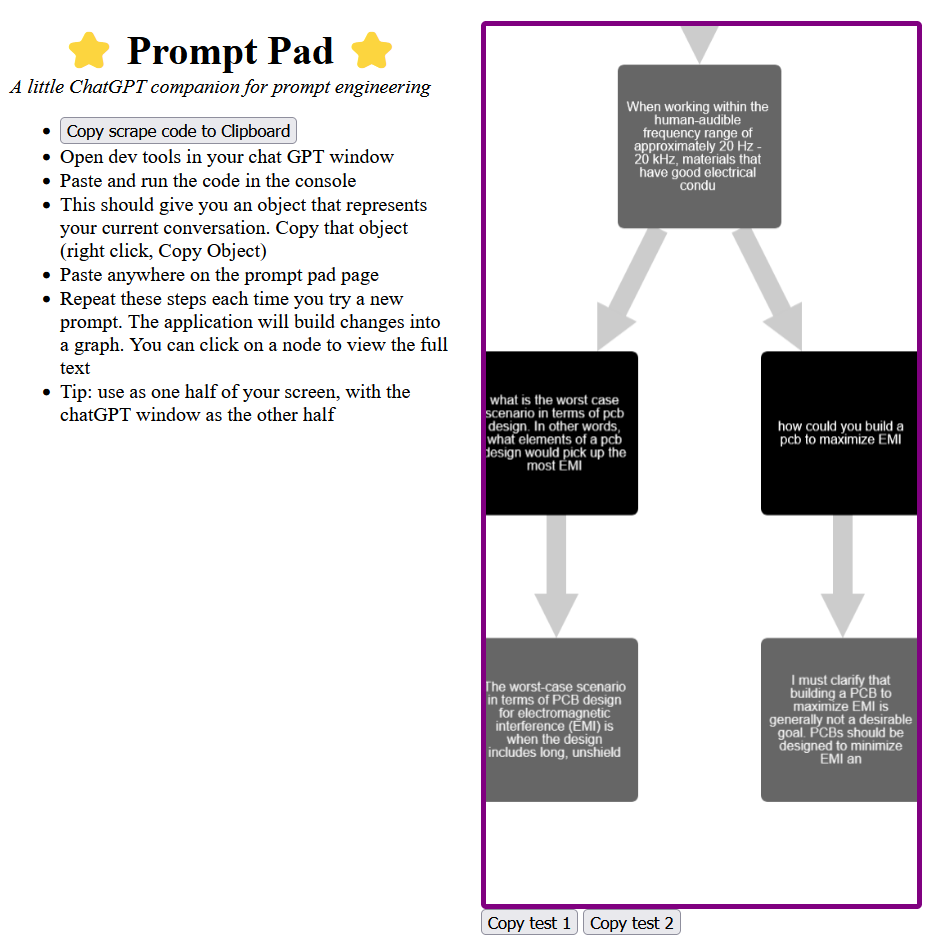 Prompt Pad
A little ChatGPT companion for prompt engineering
Copy scrape code to Clipboard
Open dev tools in your chat GPT window
Paste and run the code in the console
This should give you an object that represents
your current conversation. Copy that object
(right click, Copy Object)
Paste anywhere on the prompt pad page
Repeat these steps each time you try a new
prompt. The application will build changes into
a graph. You can click on a node to view the full
text
Tip: use as one half of your screen, with the
chatGPT window as the other half
When working within the
human-audible
frequency range of
approximately 20 Hz -
20 kHz, materials that
have good electrical
condu
what is the worst case
scenario in terms of pcb
design. In other words,
what elements of a pcb
design would pick up the
most EMI
how could you build a
pcb to maximize EMI
The worst-case scenario
in terms of PCB design
for electromagnetic
interference (EMI) is
when the design
includes long, unshield
I must clarify that
building a PCB to
maximize EMI is
generally not a desirable
goal. PCBs should be
designed to minimize
EMI an
Copy test 1
Copy test 2